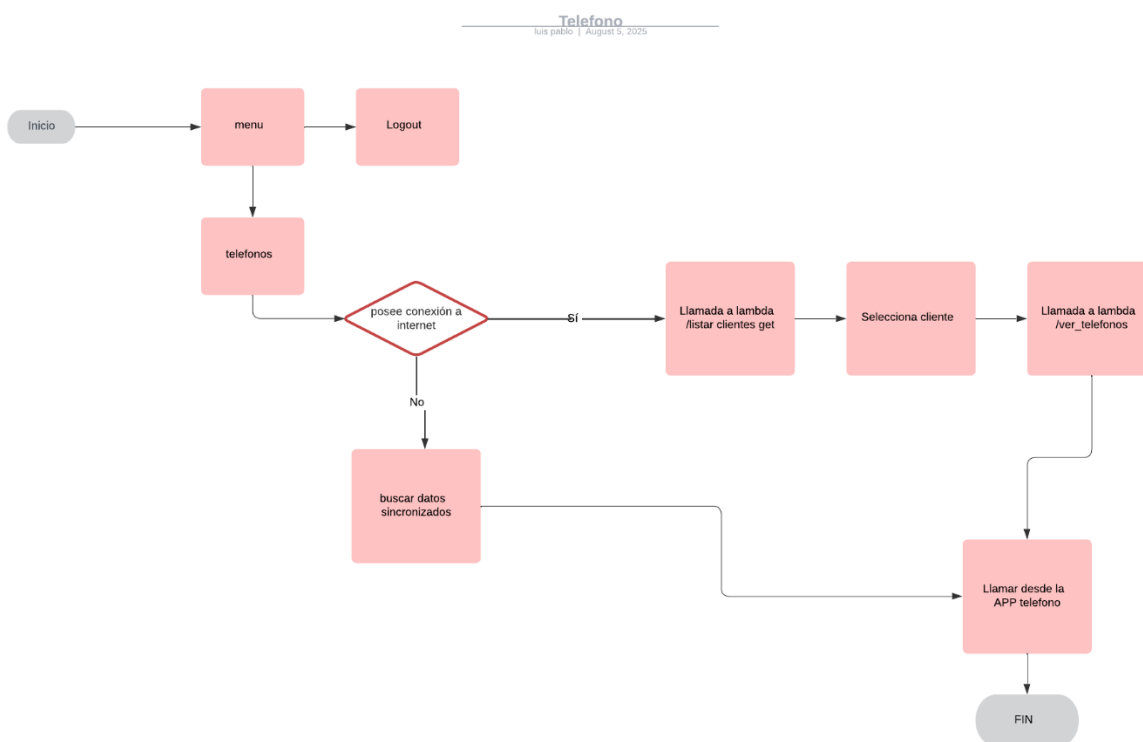 Telefono
luis pablo | August 5, 2025
Inicio
menu
Logout
telefonos
posee conexión a
internet
Sí
Llamada a lambda
/listar clientes get
Selecciona cliente
Llamada a lambda
/ver_telefonos
No
buscar datos
sincronizados
Llamar desde la
APP telefono
FIN